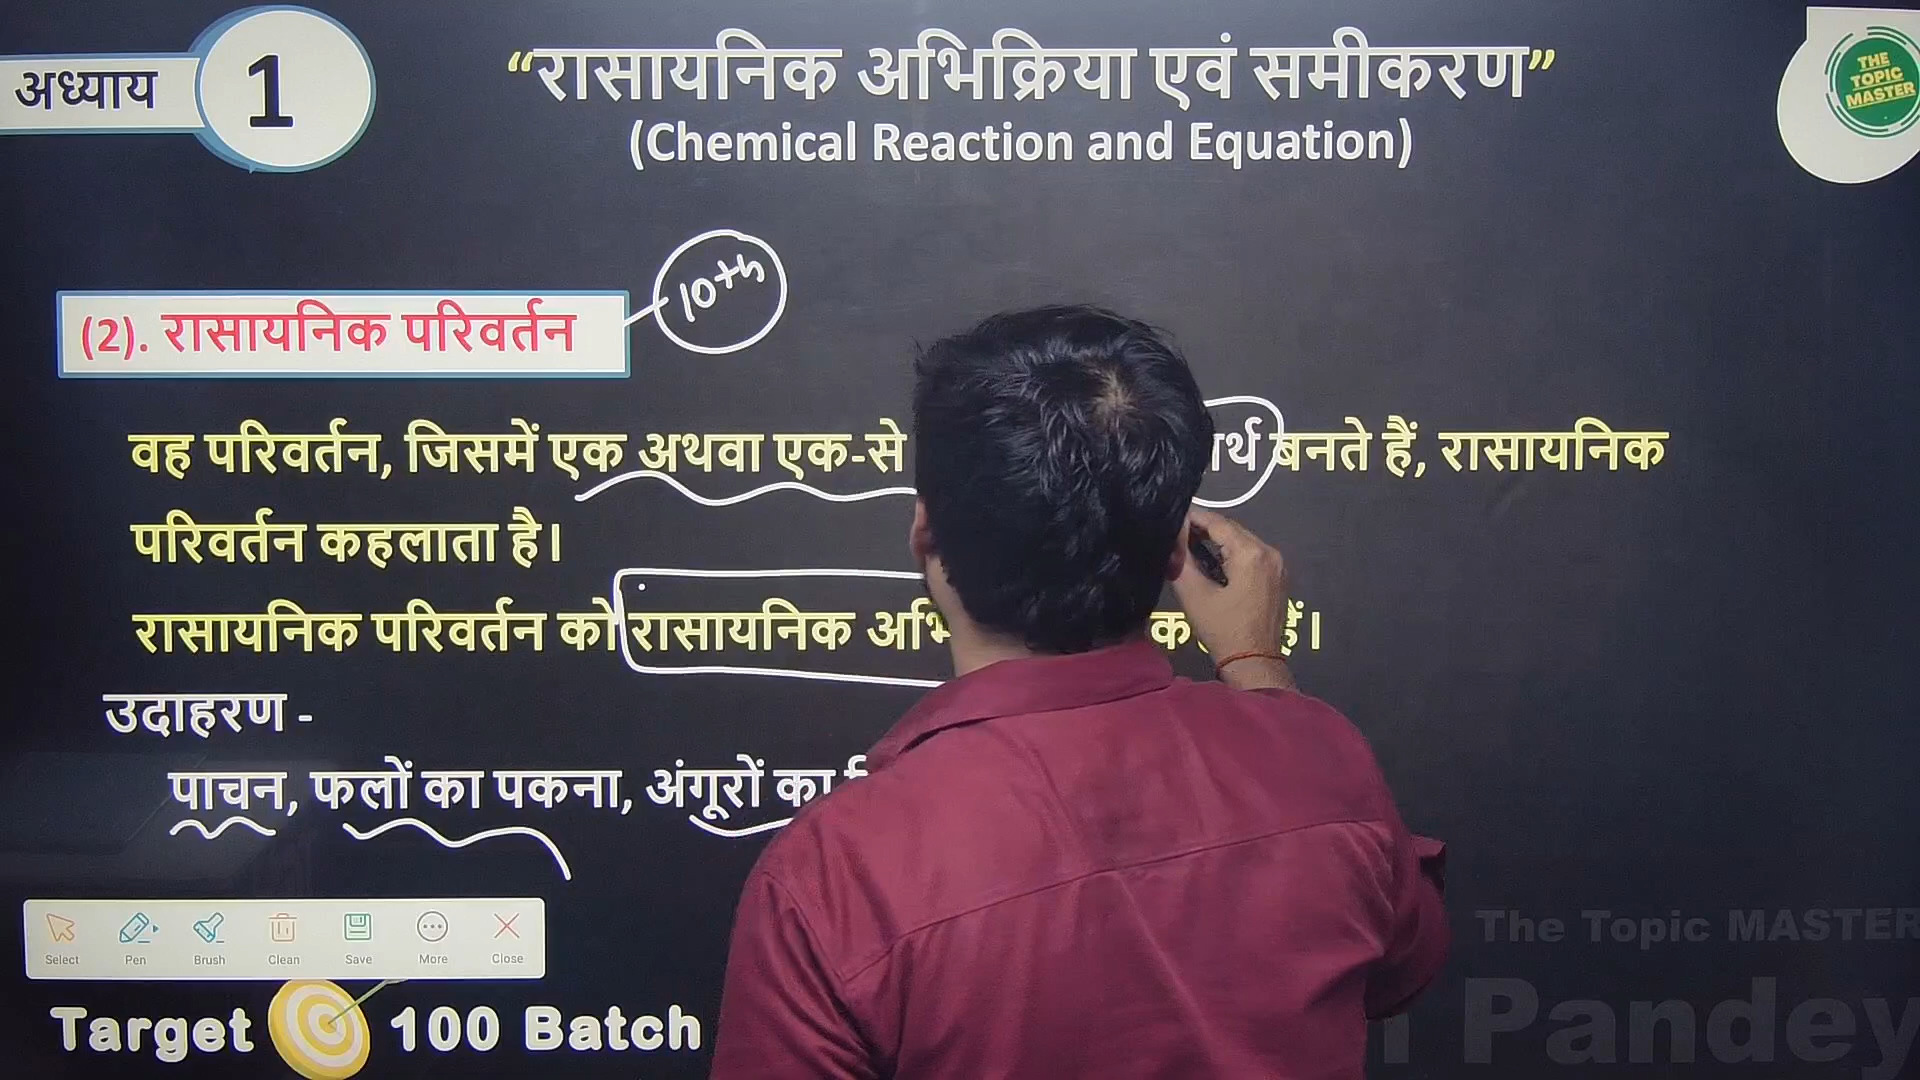 अध्याय 1
“रासायनिक अभिक्रिया एवं समीकरण”
(Chemical Reaction and Equation)
THE TOPIC MASTER
10th
(2). रासायनिक परिवर्तन
वह परिवर्तन, जिसमें एक अथवा एक-से बनते हैं, रासायनिक
परिवर्तन कहलाता है।
रासायनिक परिवर्तन को रासायनिक हैं।
उदाहरण -
पाचन, फलों का पकना, अंगूरों का
Select Pen Brush Clean Save More Close
The Topic MASTER
Target 100 Batch
Pandey